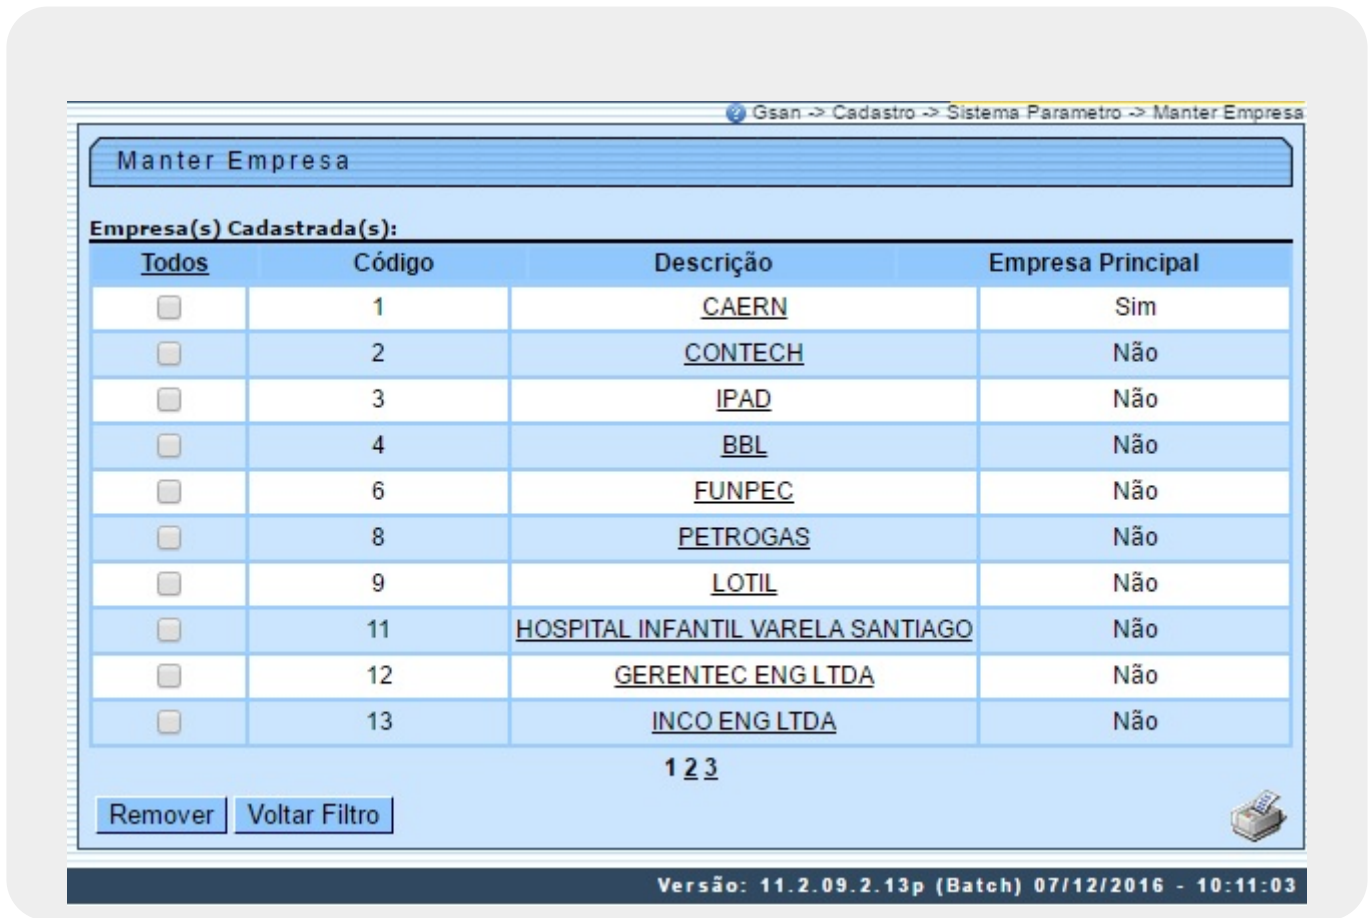 Gsan -> Cadastro -> Sistema Parametro -> Manter Empresa
Manter Empresa
Empresa(s) Cadastrada(s):
Todos Código Descrição Empresa Principal
1 CAERN Sim
2 CONTECH Não
3 IPAD Não
4 BBL Não
6 FUNPEC Não
8 PETROGAS Não
9 LOTIL Não
11 HOSPITAL INFANTIL VARELA SANTIAGO Não
12 GERENTEC ENG LTDA Não
13 INCO ENG LTDA Não
1 2 3
Remover Voltar Filtro
Versão: 11.2.09.2.13p (Batch) 07/12/2016 - 10:11:03